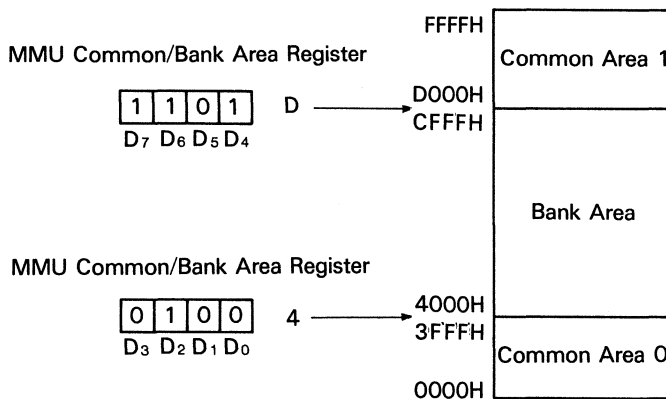 FFFFH
MMU Common/Bank Area Register
Common Area 1
D000H
1 1 0 1 D
CFFFH
D7 D6 D5 D4
Bank Area
MMU Common/Bank Area Register
4000H
0 1 0 0 4
3FFFH
D3 D2 D1 D0
Common Area 0
0000H